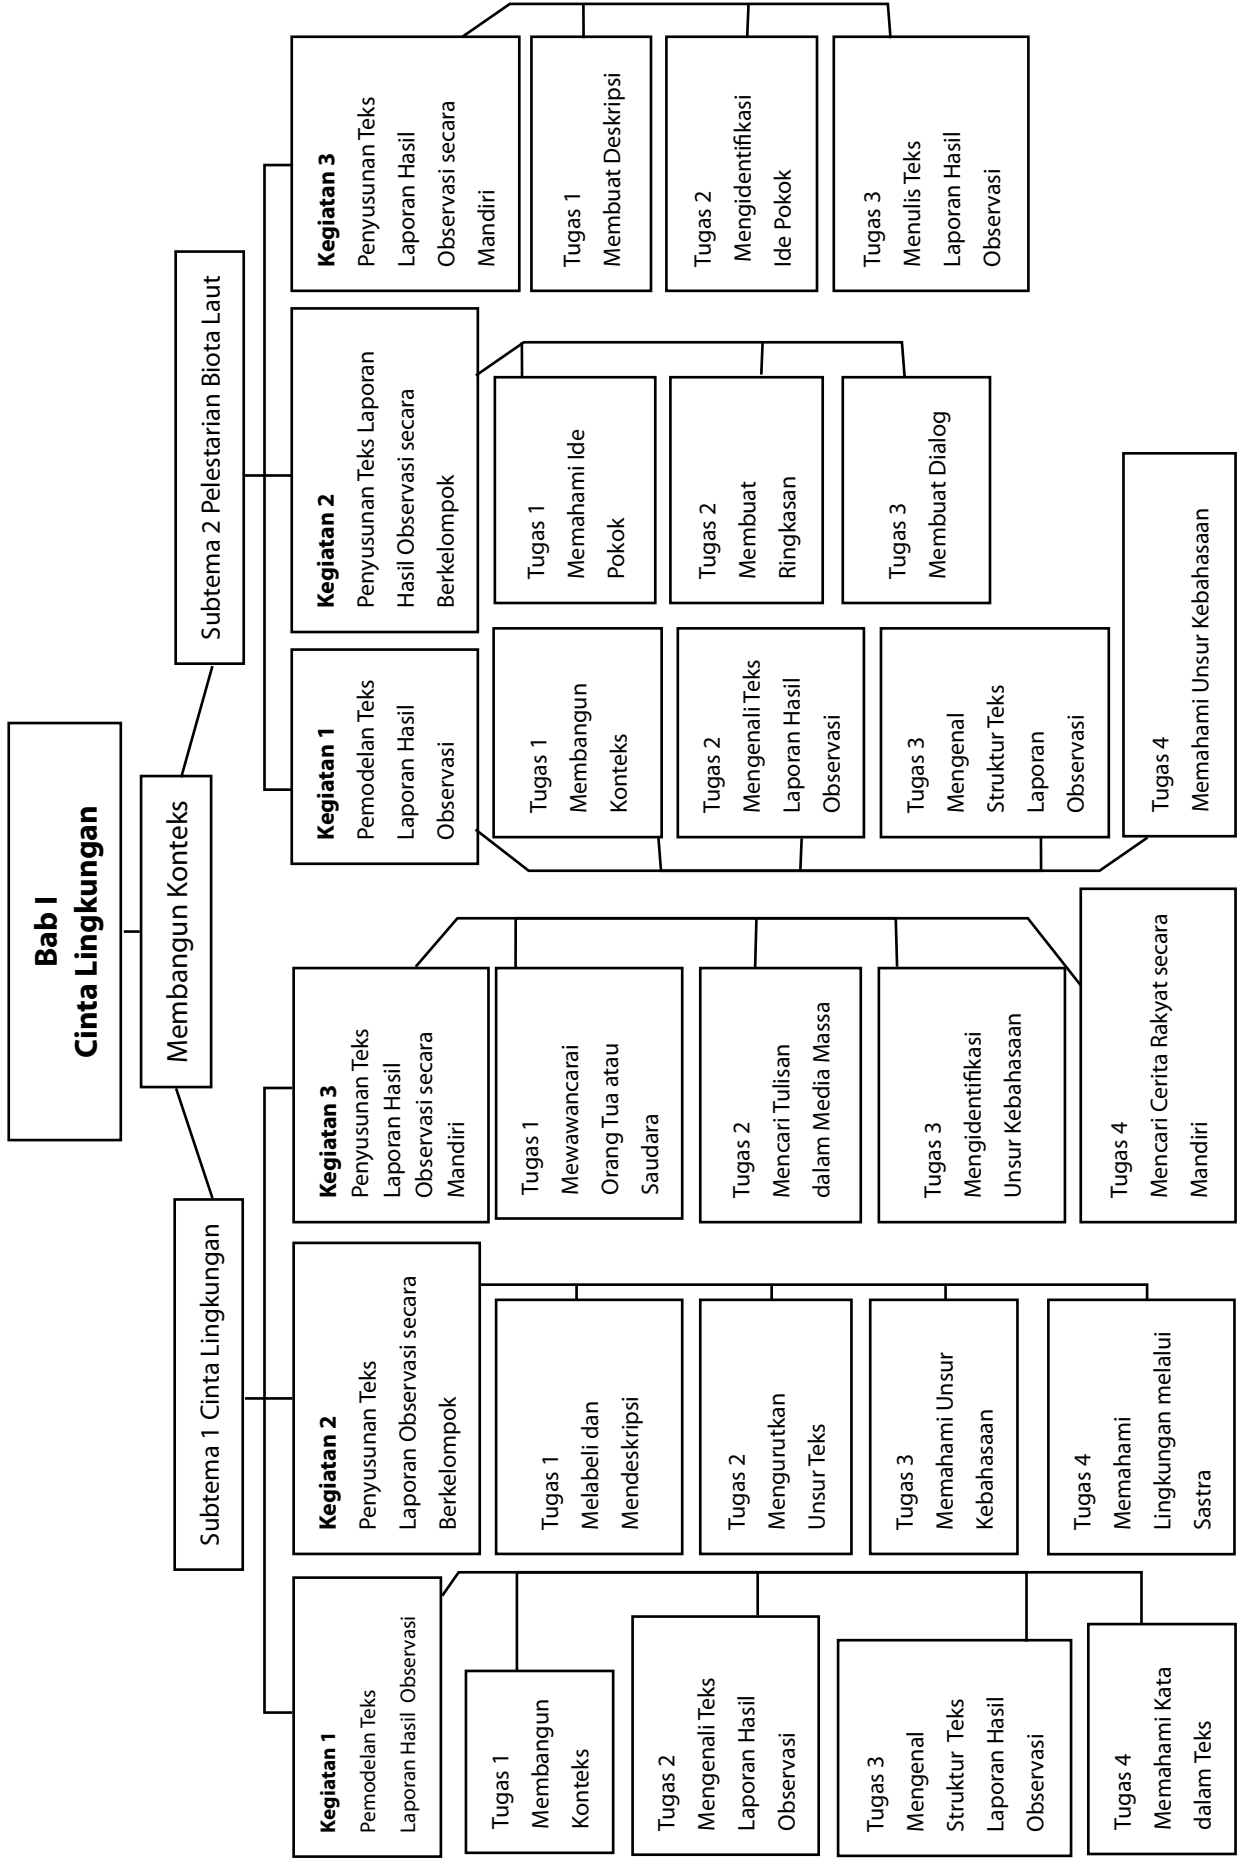 Bab I
Cinta Lingkungan
Membangun Konteks
Subtema 1 Cinta Lingkungan
Kegiatan 1
Pemodelan Teks
Laporan Hasil Observasi
Tugas 1
Membangun
Konteks
Tugas 2
Mengenali Teks
Laporan Hasil
Observasi
Tugas 3
Mengenal
Struktur Teks
Laporan Hasil
Observasi
Tugas 4
Memahami Kata
dalam Teks
Kegiatan 2
Penyusunan Teks
Laporan Observasi secara
Berkelompok
Tugas 1
Melabeli dan
Mendeskripsi
Tugas 2
Mengurutkan
Unsur Teks
Tugas 3
Memahami Unsur
Kebahasaan
Tugas 4
Memahami
Lingkungan melalui
Sastra
Kegiatan 3
Penyusunan Teks
Laporan Hasil
Observasi secara
Mandiri
Tugas 1
Mewawancarai
Orang Tua atau
Saudara
Tugas 2
Mencari Tulisan
dalam Media Massa
Tugas 3
Mengidentifikasi
Unsur Kebahasaan
Tugas 4
Mencari Cerita Rakyat secara
Mandiri
Subtema 2 Pelestarian Biota Laut
Kegiatan 1
Pemodelan Teks
Laporan Hasil
Observasi
Tugas 1
Membangun
Konteks
Tugas 2
Mengenali Teks
Laporan Hasil
Observasi
Tugas 3
Mengenal
Struktur Teks
Laporan
Observasi
Tugas 4
Memahami Unsur Kebahasaan
Kegiatan 2
Penyusunan Teks Laporan
Hasil Observasi secara
Berkelompok
Tugas 1
Memahami Ide
Pokok
Tugas 2
Membuat
Ringkasan
Tugas 3
Membuat Dialog
Kegiatan 3
Penyusunan Teks
Laporan Hasil
Observasi secara
Mandiri
Tugas 1
Membuat Deskripsi
Tugas 2
Mengidentifikasi
Ide Pokok
Tugas 3
Menulis Teks
Laporan Hasil
Observasi